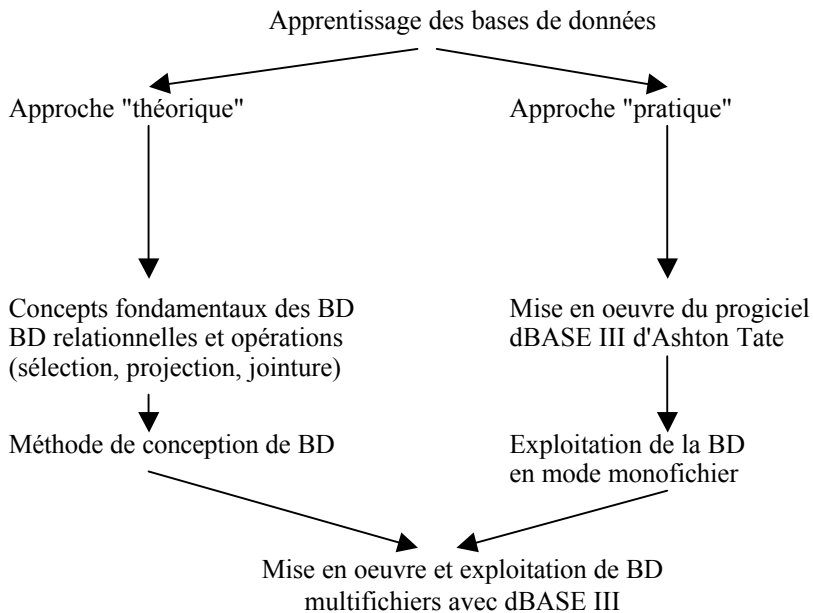 Apprentissage des bases de données
Approche "théorique"
Approche "pratique"
Concepts fondamentaux des BD
BD relationnelles et opérations
(sélection, projection, jointure)
Mise en oeuvre du progiciel
dBASE III d'Ashton Tate
Méthode de conception de BD
Exploitation de la BD
en mode monofichier
Mise en oeuvre et exploitation de BD
multifichiers avec dBASE III